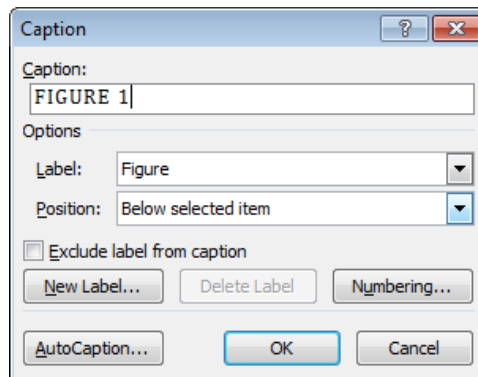 Caption
Caption:
FIGURE 1
Options
Label: Figure
Position: Below selected item
Exclude label from caption
New Label... Delete Label Numbering...
AutoCaption... OK Cancel